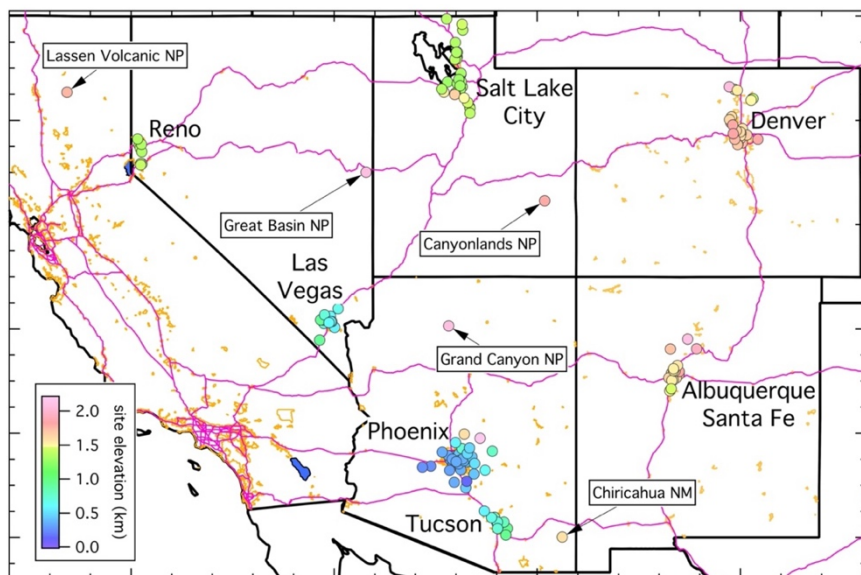 Lassen Volcanic NP
Reno
Salt Lake
City
Denver
Great Basin NP
Canyonlands NP
Las
Vegas
Grand Canyon NP
Albuquerque
Santa Fe
Phoenix
Chiricahua NM
Tucson
2.0
1.5
1.0
0.5
0.0
site elevation (km)